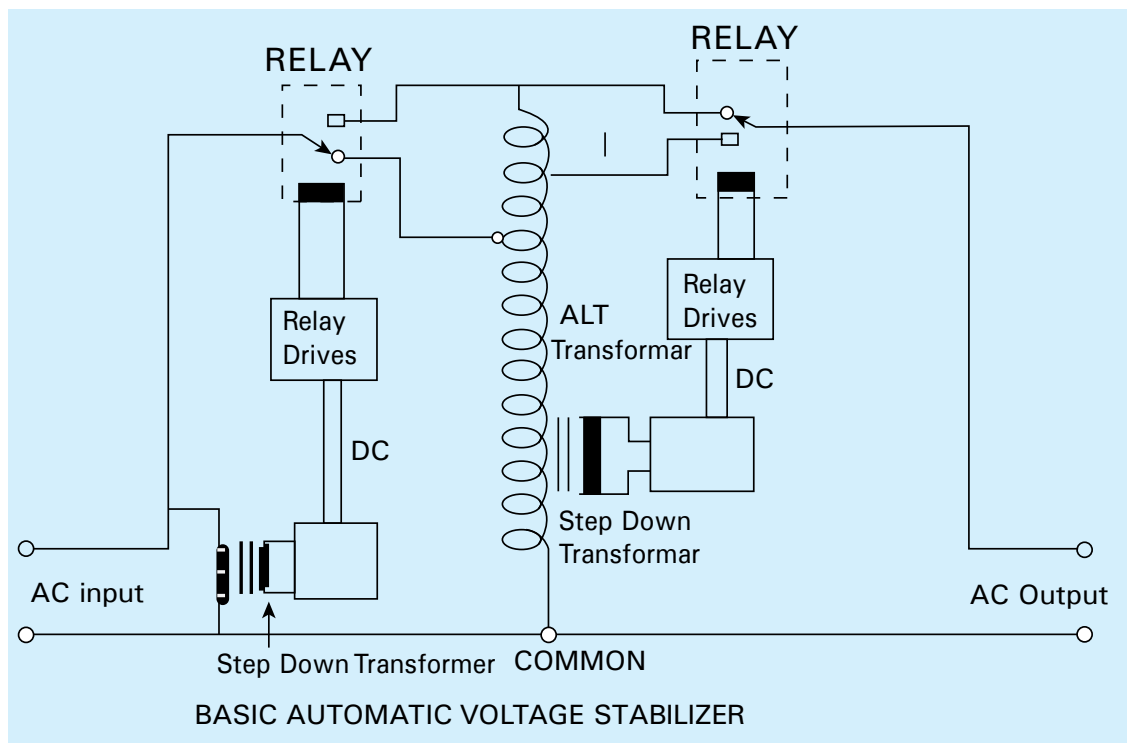 RELAY
RELAY
Relay
Drives
Relay
Drives
ALT
Transformar
DC
DC
Step Down
Transformar
AC input
AC Output
Step Down Transformer
COMMON
BASIC AUTOMATIC VOLTAGE STABILIZER